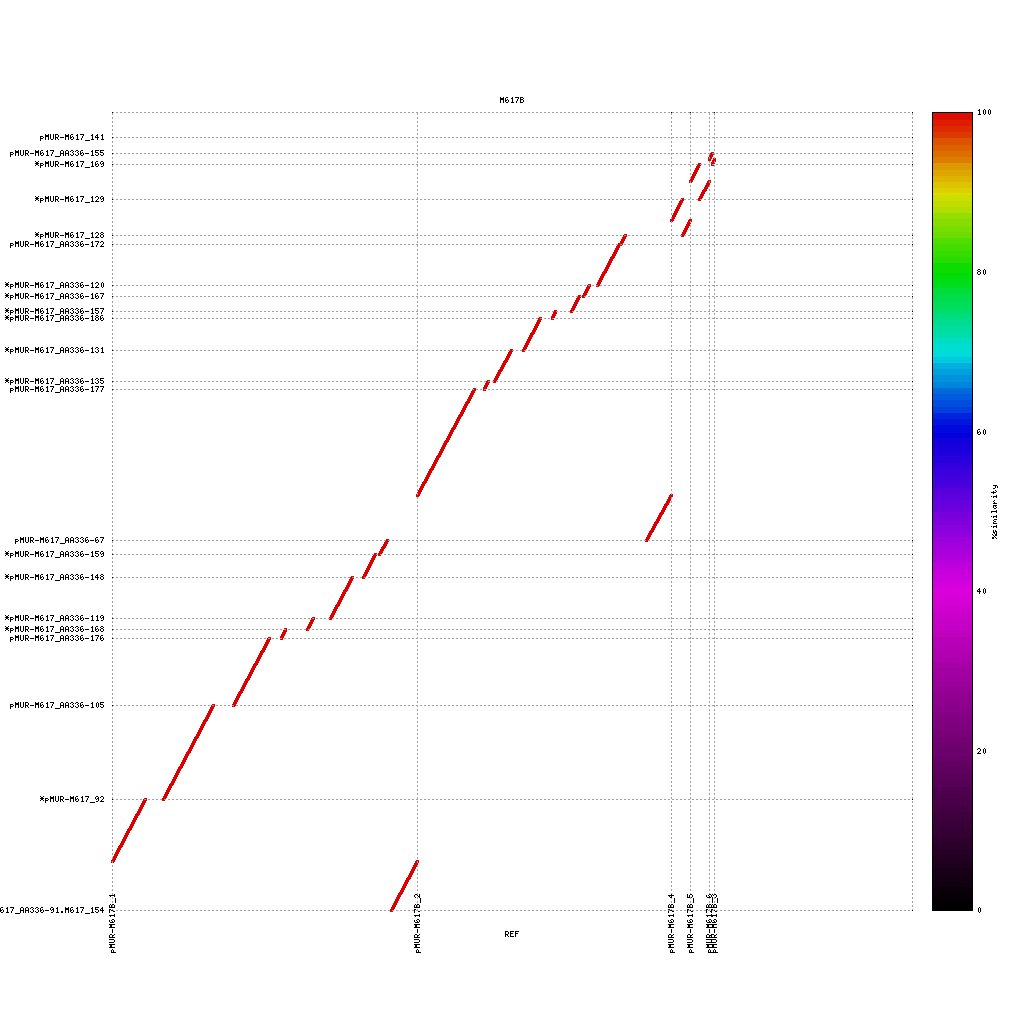 M617B
pMUR-M617_141
pMUR-M617_AA336-155
*pMUR-M617_169
*pMUR-M617_129
*pMUR-M617_128
pMUR-M617_AA336-172
*pMUR-M617_AA336-120
*pMUR-M617_AA336-167
*pMUR-M617_AA336-157
*pMUR-M617_AA336-186
*pMUR-M617_AA336-131
*pMUR-M617_AA336-135
pMUR-M617_AA336-177
pMUR-M617_AA336-67
*pMUR-M617_AA336-159
*pMUR-M617_AA336-148
*pMUR-M617_AA336-119
*pMUR-M617_AA336-168
pMUR-M617_AA336-176
pMUR-M617_AA336-105
*pMUR-M617_92
617_AA336-91.M617_154
pMUR-M617B_1
pMUR-M617B_2
pMUR-M617B_4
pMUR-M617B_5
pMUR-M617B_3
REF
100
80
60
40
20
0
%similarity